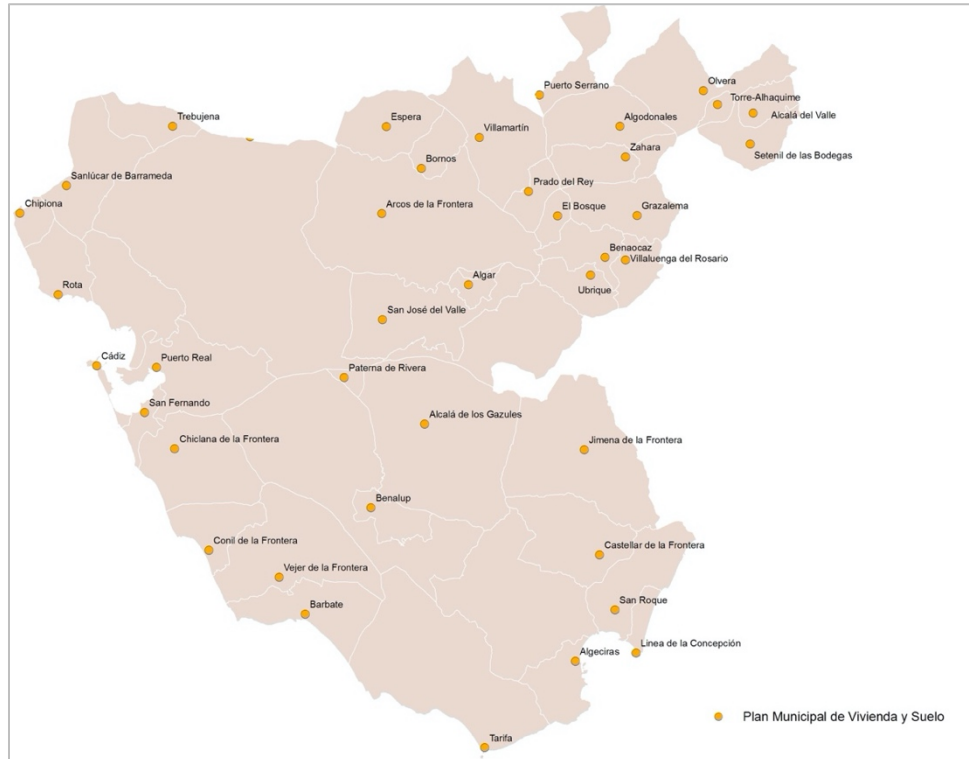 Puerto Serrano
Olvera
Torre-Alhaquime
Alcalá del Valle
Trebujena
Espera
Villamartín
Algodonales
Setenil de las Bodegas
Zahara
Bornos
Sanlúcar de Barrameda
Prado del Rey
Chipiona
Arcos de la Frontera
El Bosque
Grazalema
Benaocaz
Villaluenga del Rosario
Algar
Ubrique
Rota
San José del Valle
Cádiz
Puerto Real
Paterna de Rivera
San Fernando
Alcalá de los Gazules
Chiclana de la Frontera
Jimena de la Frontera
Benalup
Conil de la Frontera
Castellar de la Frontera
Vejer de la Frontera
Barbate
San Roque
Linea de la Concepción
Algeciras
Plan Municipal de Vivienda y Suelo
Tarifa